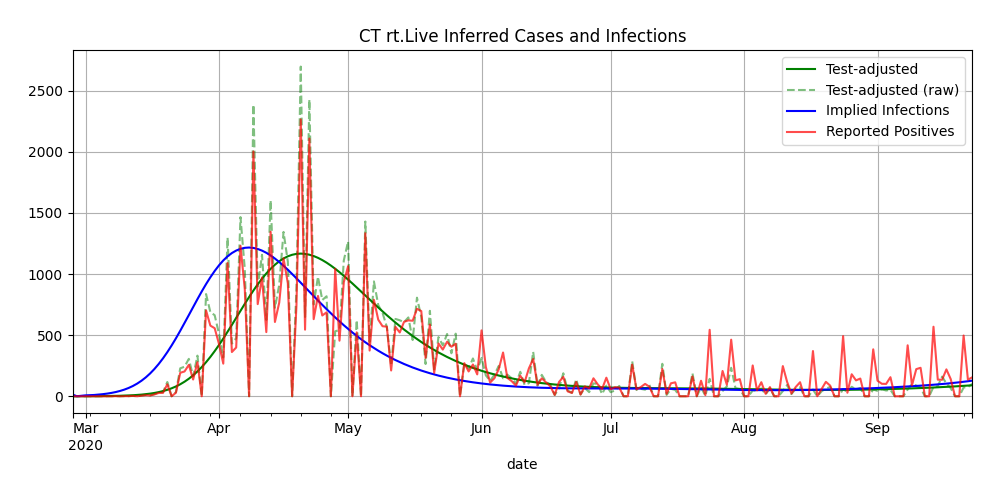 CT rt.Live Inferred Cases and Infections
Test-adjusted
Test-adjusted (raw)
Implied Infections
Reported Positives
2500
2000
1500
1000
500
0
Mar Apr May Jun Jul Aug Sep
2020
date